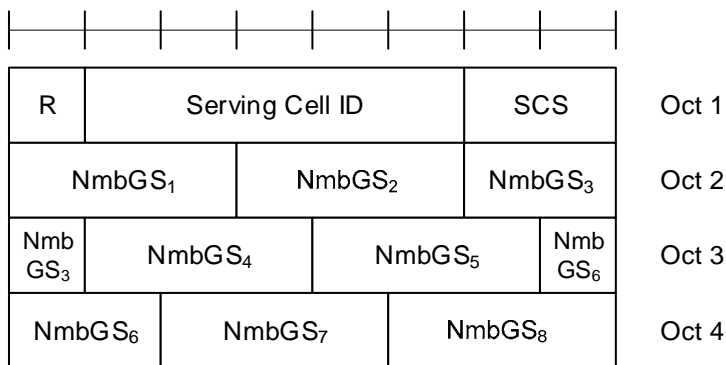 R Serving Cell ID SCS Oct 1
NmbGS₁ NmbGS₂ NmbGS₃ Oct 2
Nmb GS₃ NmbGS₄ NmbGS₅ Nmb GS₆ Oct 3
NmbGS₆ NmbGS₇ NmbGS₈ Oct 4